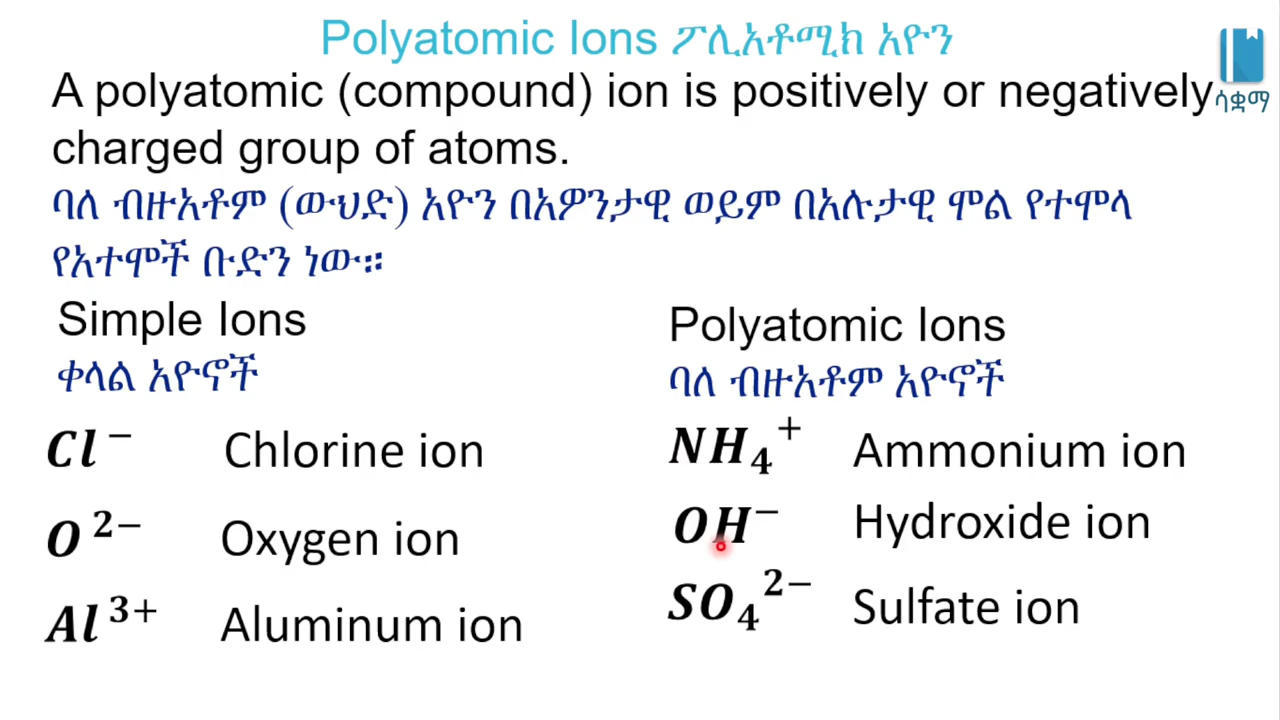 Polyatomic Ions ፖሊአቶሚክ አዮን
A polyatomic (compound) ion is positively or negatively
ሳቋማ
charged group of atoms.
ባለ ብዙአቶም (ውህድ) አዮን በአዎንታዊ ወይም በአሉታዊ ሞል የተሞላ
የአተሞች ቡድን ነው።
Simple Ions
Polyatomic Ions
ቀላል አዮኖች
ባለ ብዙአቶም አዮኖች
Cl⁻ Chlorine ion
NH₄⁺ Ammonium ion
O²⁻ Oxygen ion
OH⁻ Hydroxide ion
Al³⁺ Aluminum ion
SO₄²⁻ Sulfate ion